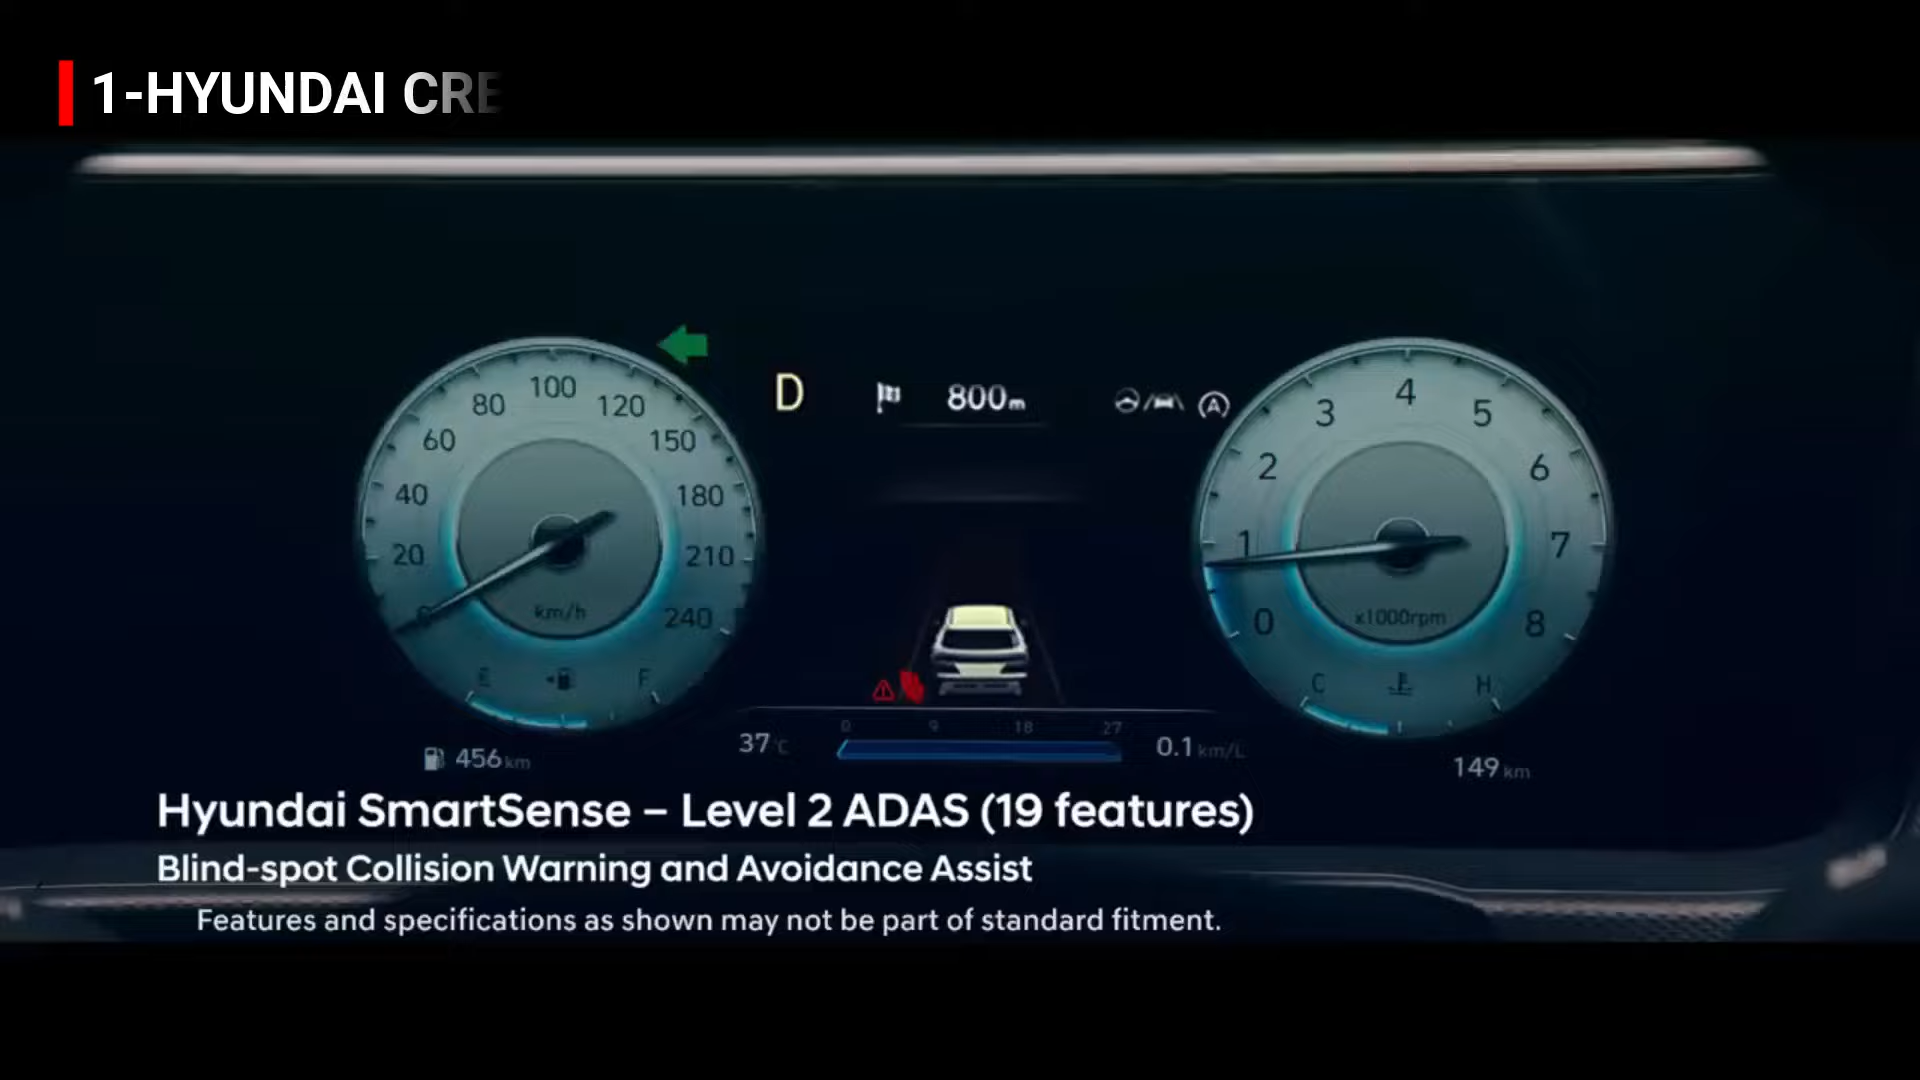 1-HYUNDAI CRE
D
800m
A
80 100 120
60 150
40 180
20 210
0 240
km/h
E F
4
3 5
2 6
1 7
0 8
x1000rpm
C H
0 9 18 27
37°C
0.1 km/L
456 km
149 km
Hyundai SmartSense – Level 2 ADAS (19 features)
Blind-spot Collision Warning and Avoidance Assist
Features and specifications as shown may not be part of standard fitment.